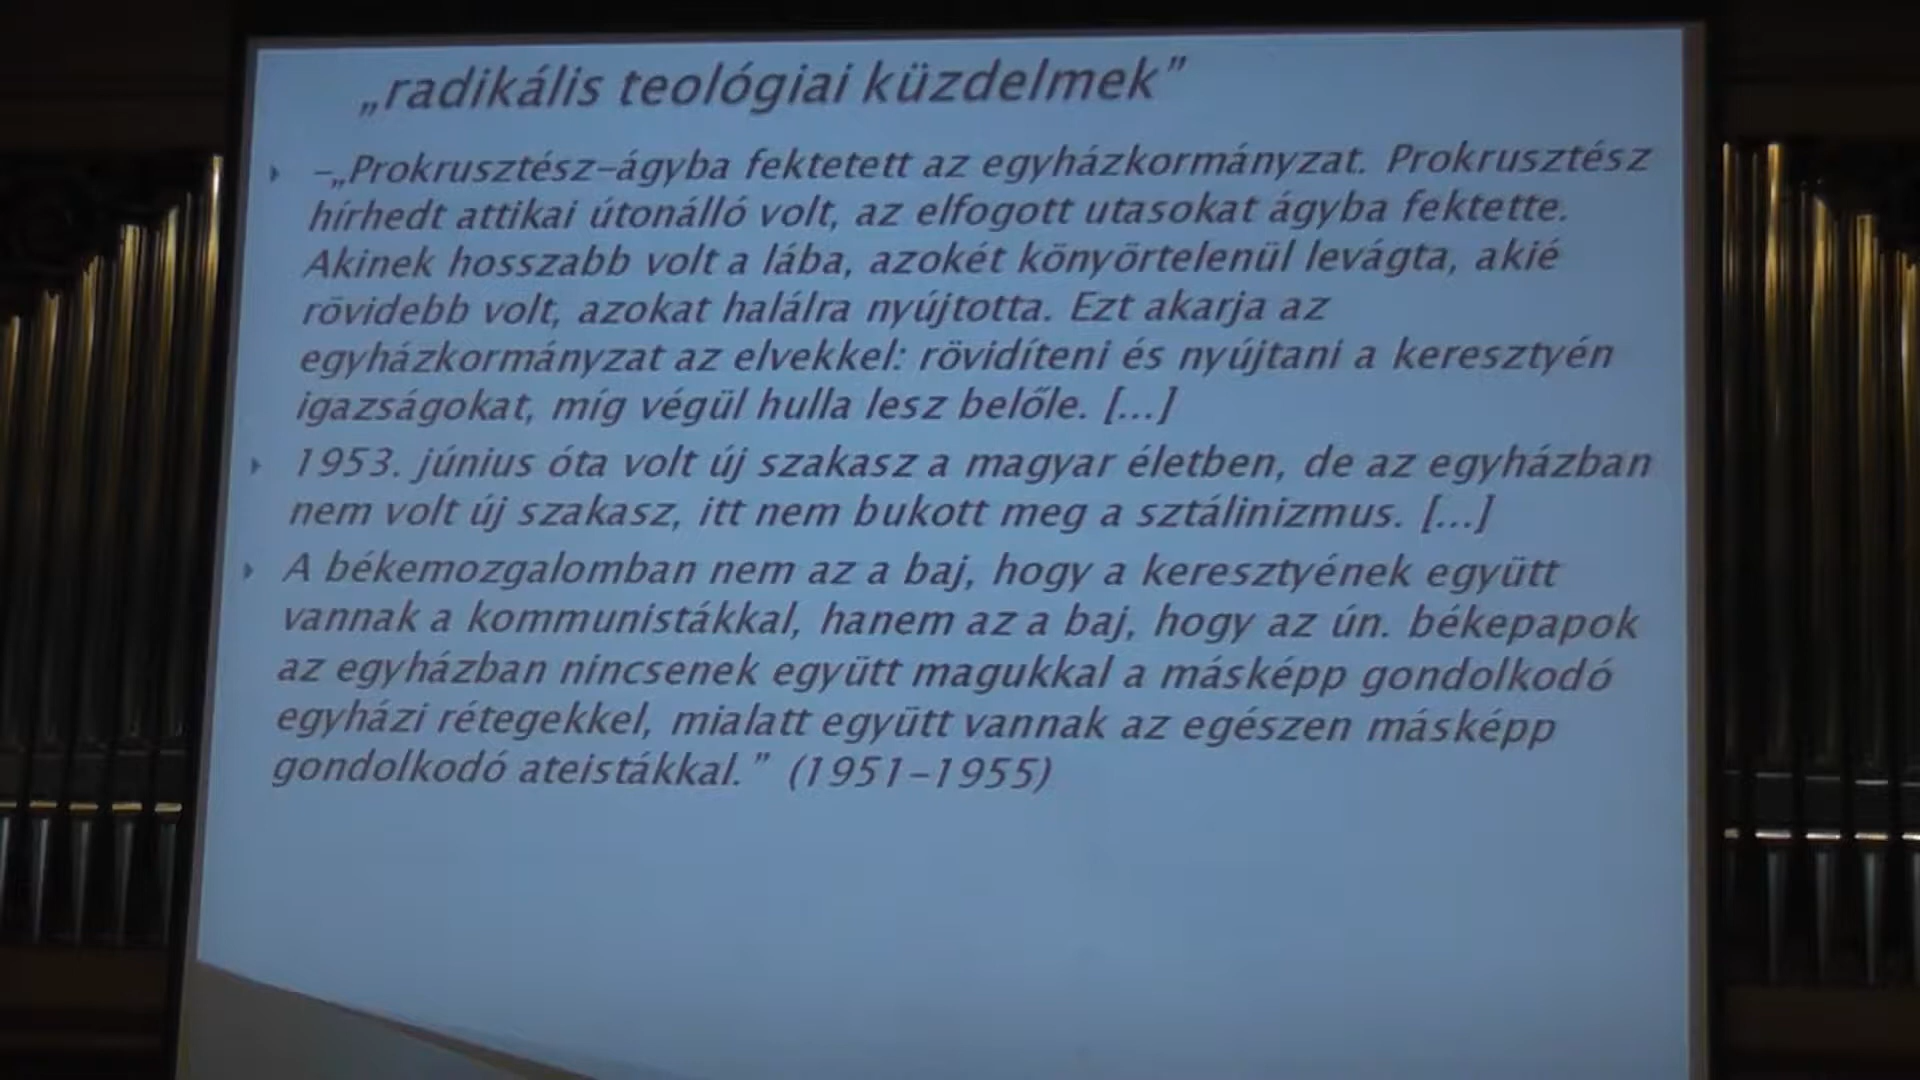 „radikális teológiai küzdelmek”
–„Prokrusztész–ágyba fektetett az egyházkormányzat. Prokrusztész
hírhedt attikai útonálló volt, az elfogott utasokat ágyba fektette.
Akinek hosszabb volt a lába, azokét könyörtelenül levágta, akié
rövidebb volt, azokat halálra nyújtotta. Ezt akarja az
egyházkormányzat az elvekkel: rövidíteni és nyújtani a keresztyén
igazságokat, míg végül hulla lesz belőle. [...]
1953. június óta volt új szakasz a magyar életben, de az egyházban
nem volt új szakasz, itt nem bukott meg a sztálinizmus. [...]
A békemozgalomban nem az a baj, hogy a keresztyének együtt
vannak a kommunistákkal, hanem az a baj, hogy az ún. békepapok
az egyházban nincsenek együtt magukkal a másképp gondolkodó
egyházi rétegekkel, mialatt együtt vannak az egészen másképp
gondolkodó ateistákkal.” (1951–1955)